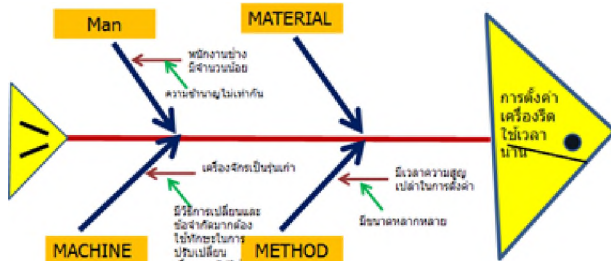 Man
MATERIAL
พนักงานช่าง
มีจำนวนน้อย
ความชำนาญไม่เท่ากัน
การตั้งค่า
เครื่องรีด
ใช้เวลา
นาน
เครื่องจักรเป็นรุ่นเก่า
มีวิธีการเปลี่ยนและ
ข้อจำกัดมากต้อง
ใช้ทักษะในการ
ปรับเปลี่ยน
มีเวลาความสูญ
เปล่าในการตั้งค่า
มีขนาดหลากหลาย
MACHINE
METHOD